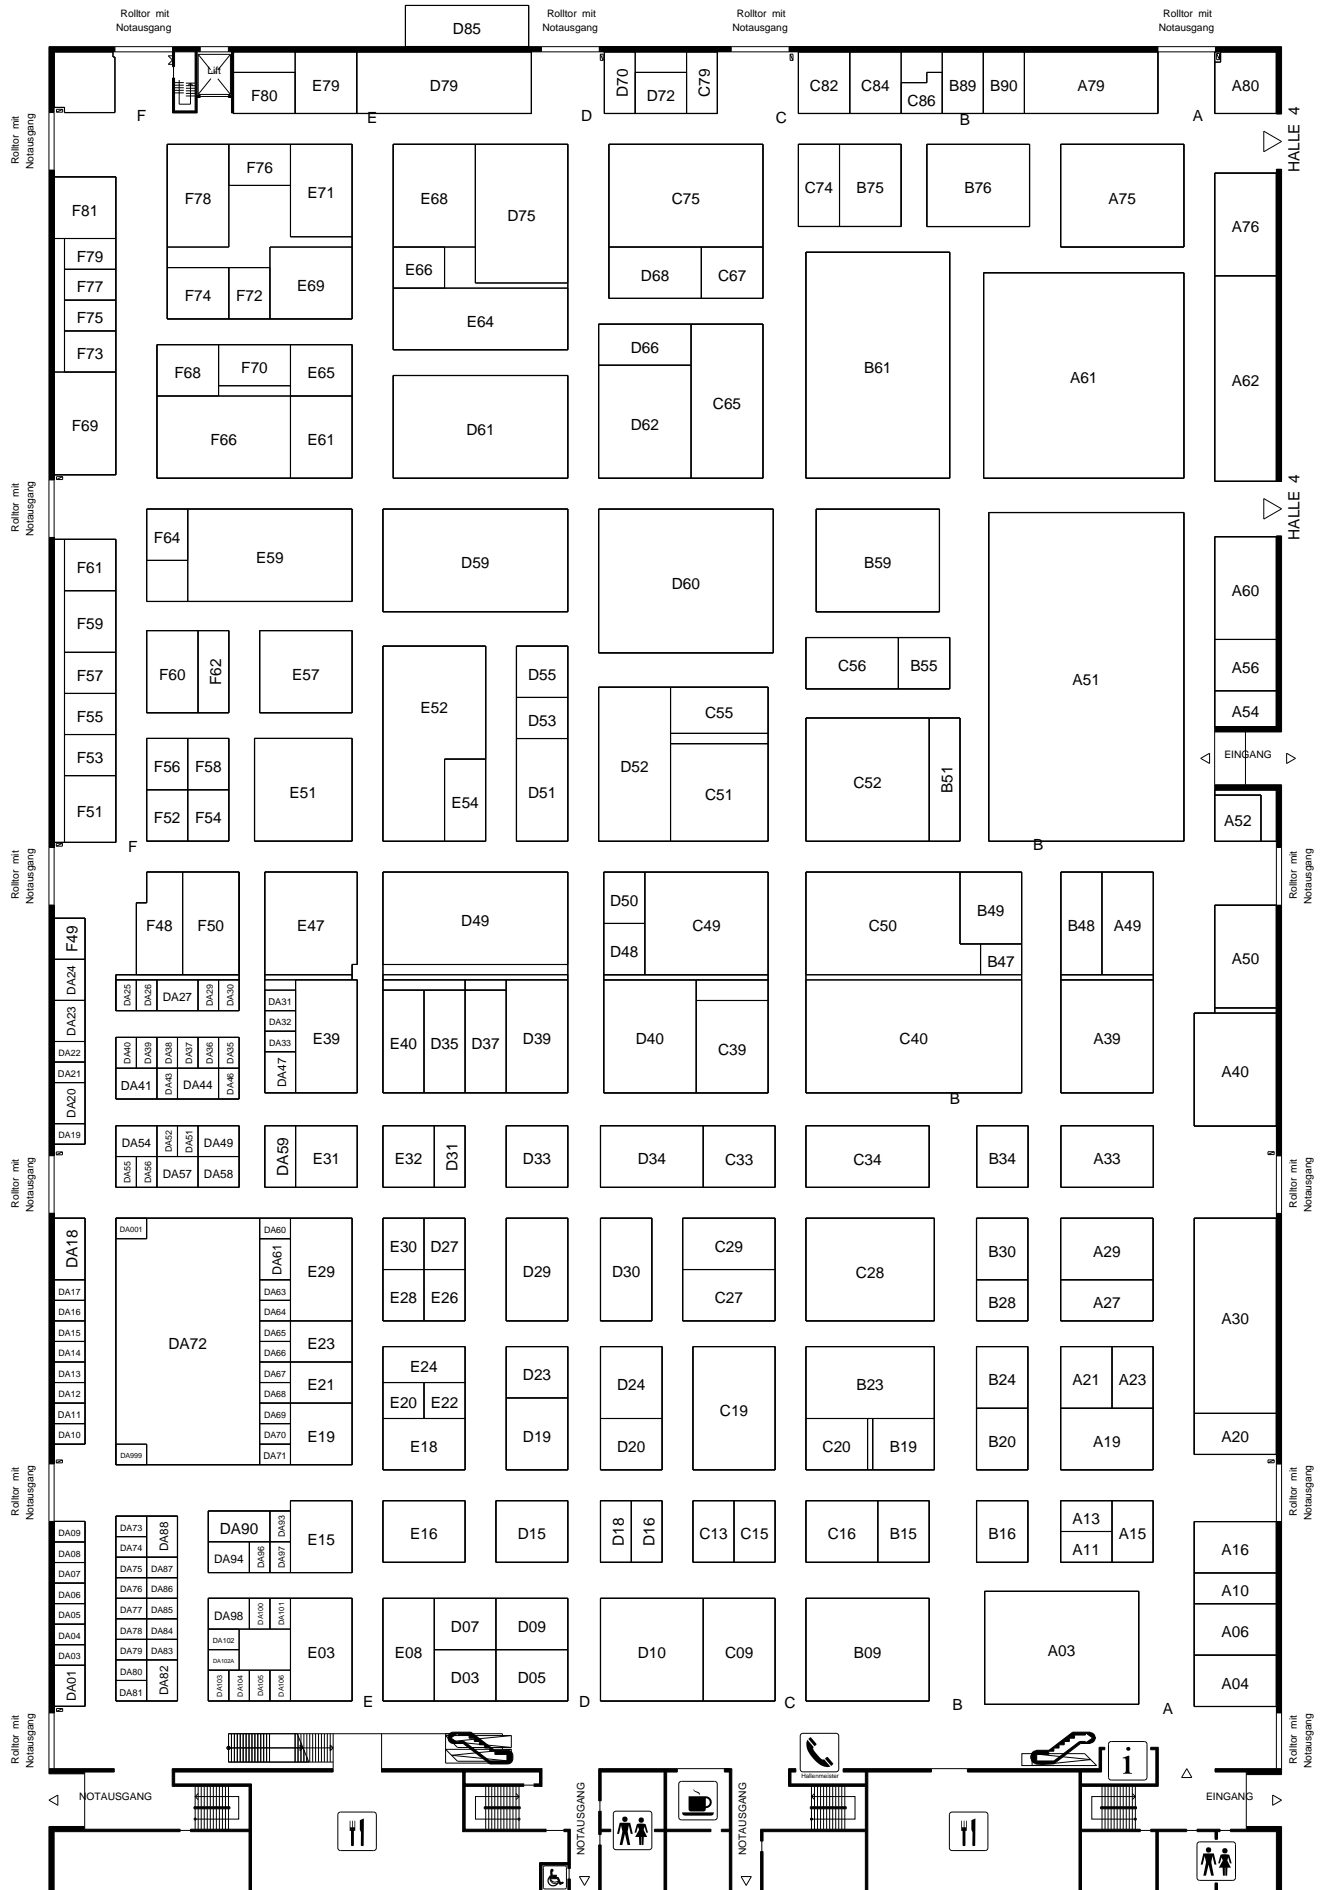 Rolltor mit
Notausgang
D85
Rolltor mit
Notausgang
Rolltor mit
Notausgang
Rolltor mit
Notausgang
Lift
F80
E79
D79
D70
D72
C79
C82
C84
C86
B89
B90
A79
A80
F
E
D
C
B
A
Rolltor mit
Notausgang
HALLE 4
F78
F76
E71
E68
D75
C75
C74
B75
B76
A75
F81
A76
F79
F77
F75
F73
F69
F74
F72
E69
E66
E64
D68
C67
B61
A61
A62
F68
F70
E65
F66
E61
D61
D66
D62
C65
Rolltor mit
Notausgang
HALLE 4
F64
E59
D59
D60
B59
A51
F61
F59
F57
F55
F53
F51
A60
A56
A54
F60
F62
E57
E52
E54
D55
D53
D51
C56
B55
D52
C55
C51
C52
B51
F56
F58
F52
F54
E51
EINGANG
A52
F
B
Rolltor mit
Notausgang
Rolltor mit
Notausgang
F48
F50
E47
D49
D50
D48
C49
C50
B49
B47
B48
A49
A50
F49
DA24
DA23
DA22
DA21
DA20
DA19
DA25
DA26
DA27
DA29
DA30
DA31
DA32
DA33
DA47
E39
E40
D35
D37
D39
D40
C39
C40
A39
A40
DA40
DA39
DA38
DA37
DA36
DA35
DA41
DA43
DA44
DA46
B
DA54
DA52
DA51
DA49
DA55
DA56
DA57
DA58
DA59
E31
E32
D31
D33
D34
C33
C34
B34
A33
Rolltor mit
Notausgang
Rolltor mit
Notausgang
DA18
DA17
DA16
DA15
DA14
DA13
DA12
DA11
DA10
DA001
DA72
DA999
DA60
DA61
DA63
DA64
DA65
DA66
DA67
DA68
DA69
DA70
DA71
E29
E23
E21
E19
E30
D27
E28
E26
D29
D30
C29
C27
C28
B30
B28
A29
A27
A30
E24
E20
E22
E18
D23
D19
D24
D20
C19
B23
C20
B19
B24
B20
A21
A23
A19
A20
Rolltor mit
Notausgang
Rolltor mit
Notausgang
DA09
DA08
DA07
DA06
DA05
DA04
DA03
DA01
DA73
DA74
DA75
DA76
DA77
DA78
DA79
DA80
DA81
DA88
DA87
DA86
DA85
DA84
DA83
DA82
DA90
DA93
DA94
DA96
DA97
E15
E16
D15
D18
D16
C13
C15
C16
B15
B16
A13
A11
A15
A16
A10
A06
A04
DA98
DA100
DA101
DA102
DA102A
DA103
DA104
DA105
DA106
E03
E08
D07
D09
D03
D05
D10
C09
B09
A03
E
D
C
B
A
Rolltor mit
Notausgang
Rolltor mit
Notausgang
Hallenmeister
i
NOTAUSGANG
NOTAUSGANG
NOTAUSGANG
EINGANG